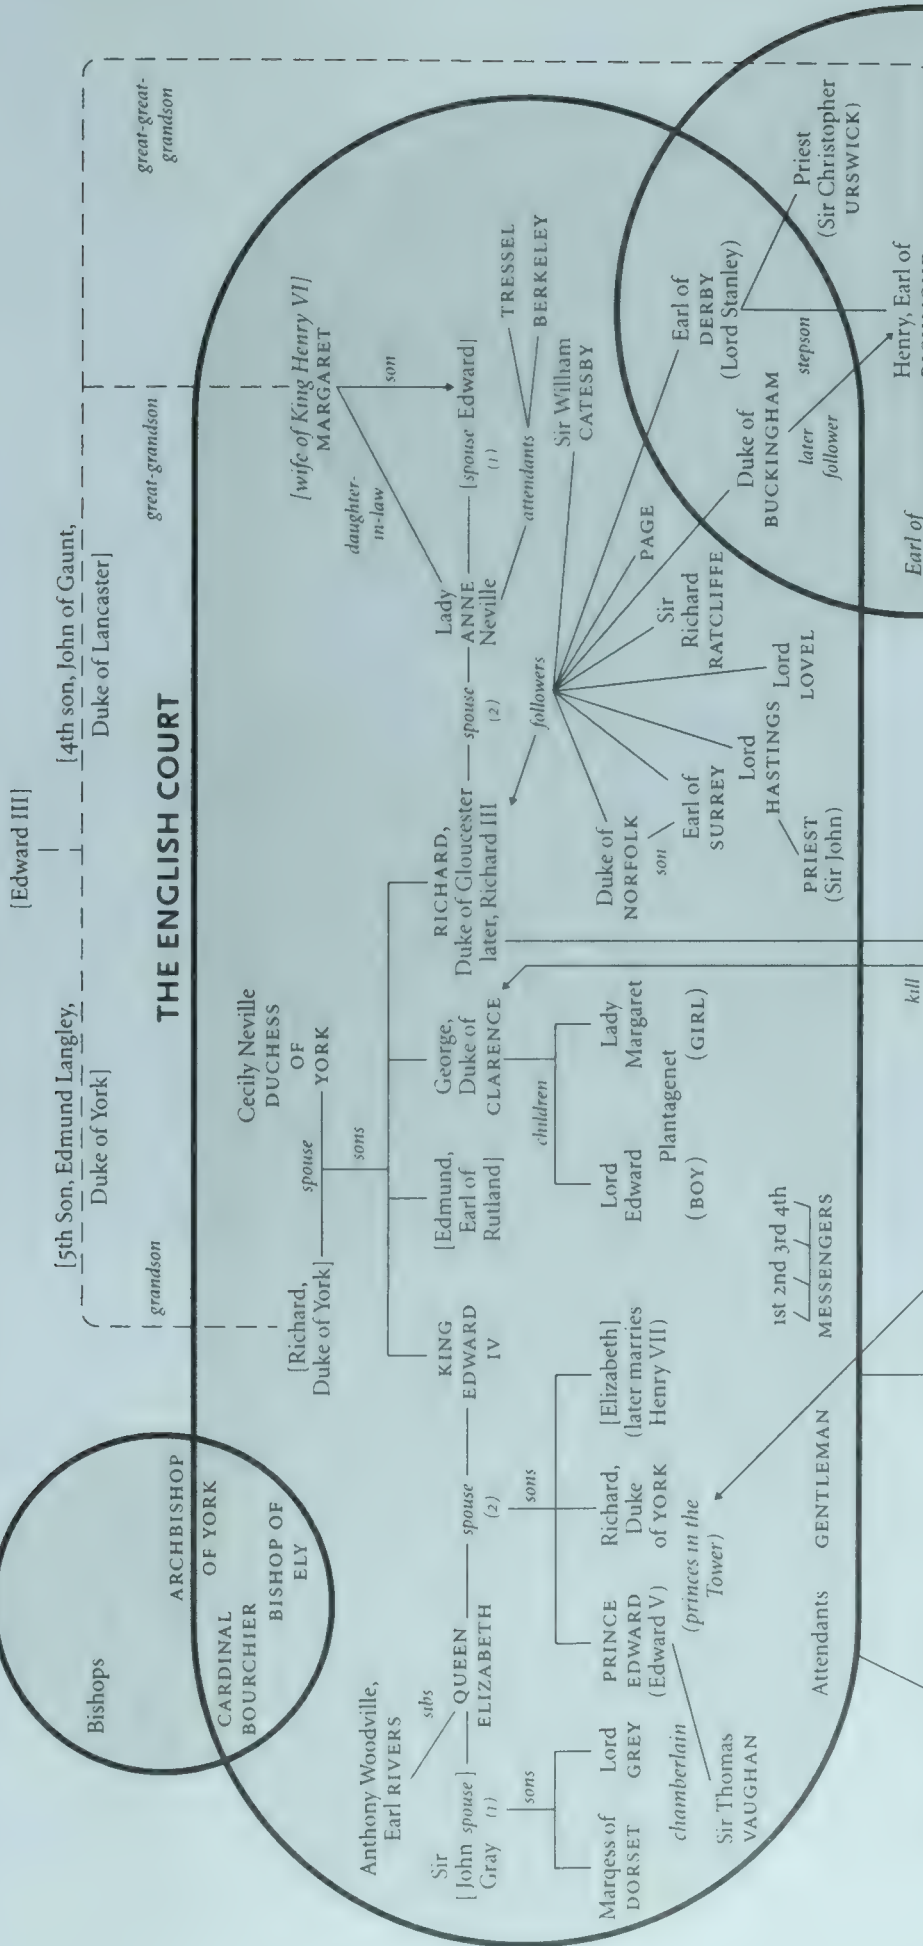 [Edward III]
[5th Son, Edmund Langley,
Duke of York]
[4th son, John of Gaunt,
Duke of Lancaster]
grandson
great-grandson
great-great-
grandson
THE ENGLISH COURT
Bishops
ARCHBISHOP
OF YORK
CARDINAL
BOURCHIER
BISHOP OF
ELY
[Richard,
Duke of York]
spouse
Cecily Neville
DUCHESS
OF
YORK
sons
[wife of King Henry VI]
MARGARET
daughter-
in-law
son
Anthony Woodville,
Earl RIVERS
sibs
Sir
[John spouse]
Gray (1)
QUEEN
ELIZABETH
spouse
(2)
KING
EDWARD
IV
[Edmund,
Earl of
Rutland]
George,
Duke of
CLARENCE
RICHARD,
Duke of Gloucester
later, Richard III
spouse
(2)
Lady
ANNE
Neville
[spouse Edward]
(1)
attendants
TRESSEL
BERKELEY
sons
Marqess of
DORSET
Lord
GREY
sons
PRINCE
EDWARD
(Edward V)
Richard,
Duke
of YORK
[Elizabeth]
(later marries
Henry VII)
(princes in the
Tower)
chamberlain
Sir Thomas
VAUGHAN
children
Lord
Edward
Lady
Margaret
Plantagenet
(BOY)
(GIRL)
followers
Duke of
NORFOLK
son
Earl of
SURREY
Lord
HASTINGS
PRIEST
(Sir John)
Lord
LOVEL
Sir
Richard
RATCLIFFE
PAGE
Sir William
CATESBY
Duke of
BUCKINGHAM
later
follower
Earl of
DERBY
(Lord Stanley)
stepson
Priest
(Sir Christopher
URSWICK)
Henry, Earl of
Earl of
Attendants
GENTLEMAN
1st 2nd 3rd 4th
MESSENGERS
kill